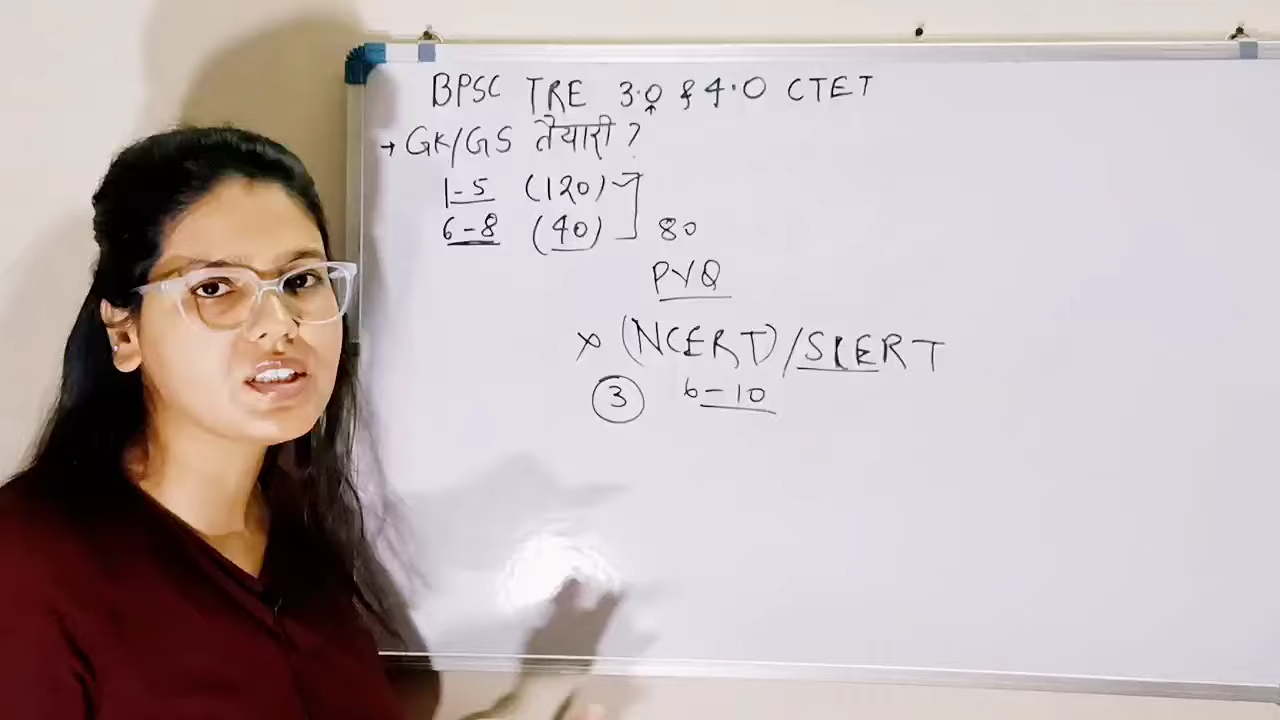 BPSC TRE 3.0 & 4.0 CTET
→ GK/GS तैयारी ?
1-5 (120)
6-8 (40) 80
PYQ
× (NCERT)/SCERT
3 6-10